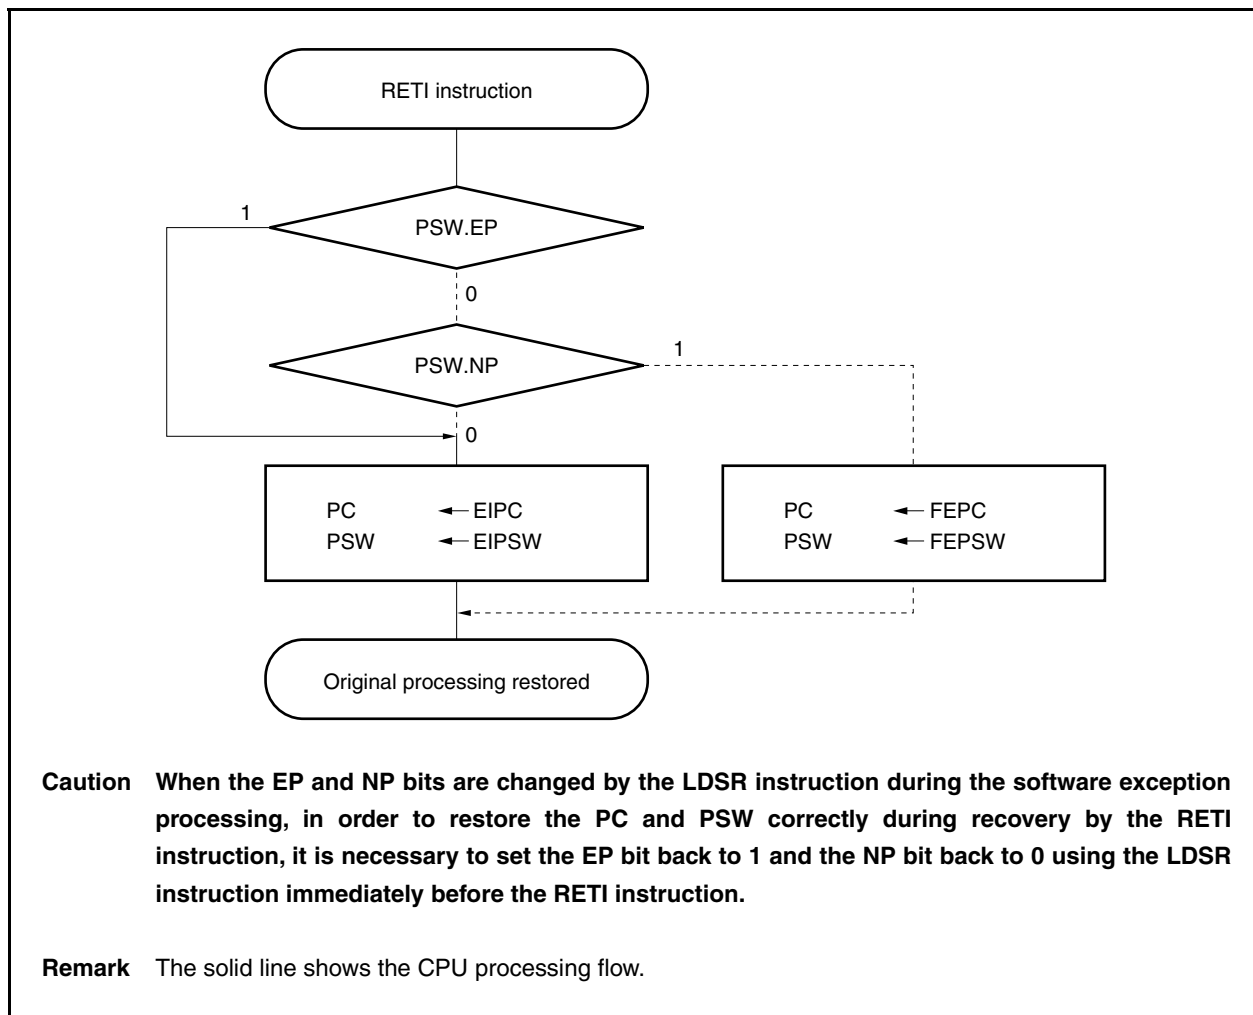 RETI instruction
1
PSW.EP
0
PSW.NP
1
0
PC EIPC
PSW EIPSW
PC FEPC
PSW FEPSW
Original processing restored
Caution When the EP and NP bits are changed by the LDSR instruction during the software exception
processing, in order to restore the PC and PSW correctly during recovery by the RETI
instruction, it is necessary to set the EP bit back to 1 and the NP bit back to 0 using the LDSR
instruction immediately before the RETI instruction.
Remark The solid line shows the CPU processing flow.